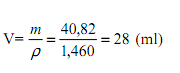 V= m/ρ = 40,82/1,460 = 28 (ml)